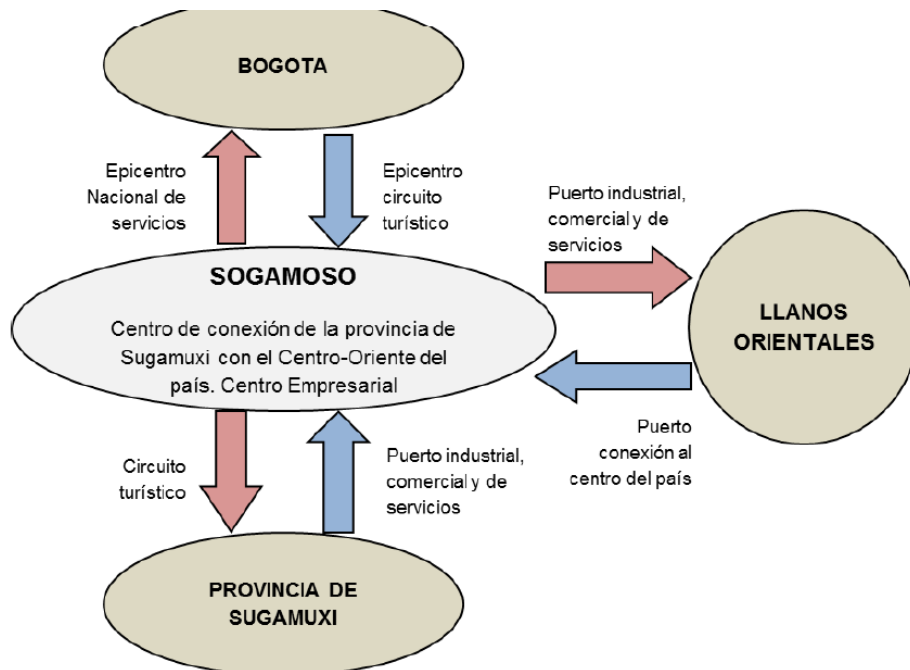 BOGOTA
Epicentro
Nacional de
servicios
Epicentro
circuito
turístico
Puerto industrial,
comercial y de
servicios
SOGAMOSO
Centro de conexión de la provincia de
Sugamuxi con el Centro-Oriente del
país. Centro Empresarial
LLANOS
ORIENTALES
Puerto
conexión al
centro del país
Circuito
turístico
Puerto industrial,
comercial y de
servicios
PROVINCIA DE
SUGAMUXI